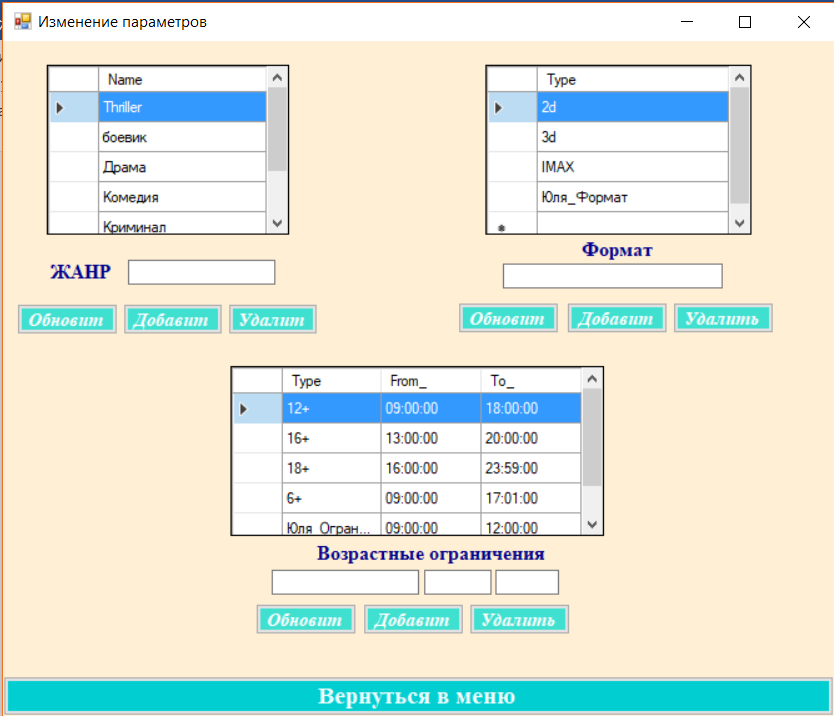 Изменение параметров
Name
Thriller
боевик
Драма
Комедия
Криминал
ЖАНР
Обновит Добавит Удалит
Type
2d
3d
IMAX
Юля_Формат
Формат
Обновит Добавит Удалить
Type From_ To_
12+ 09:00:00 18:00:00
16+ 13:00:00 20:00:00
18+ 16:00:00 23:59:00
6+ 09:00:00 17:01:00
Юля_Огран... 09:00:00 12:00:00
Возрастные ограничения
Обновит Добавит Удалить
Вернуться в меню